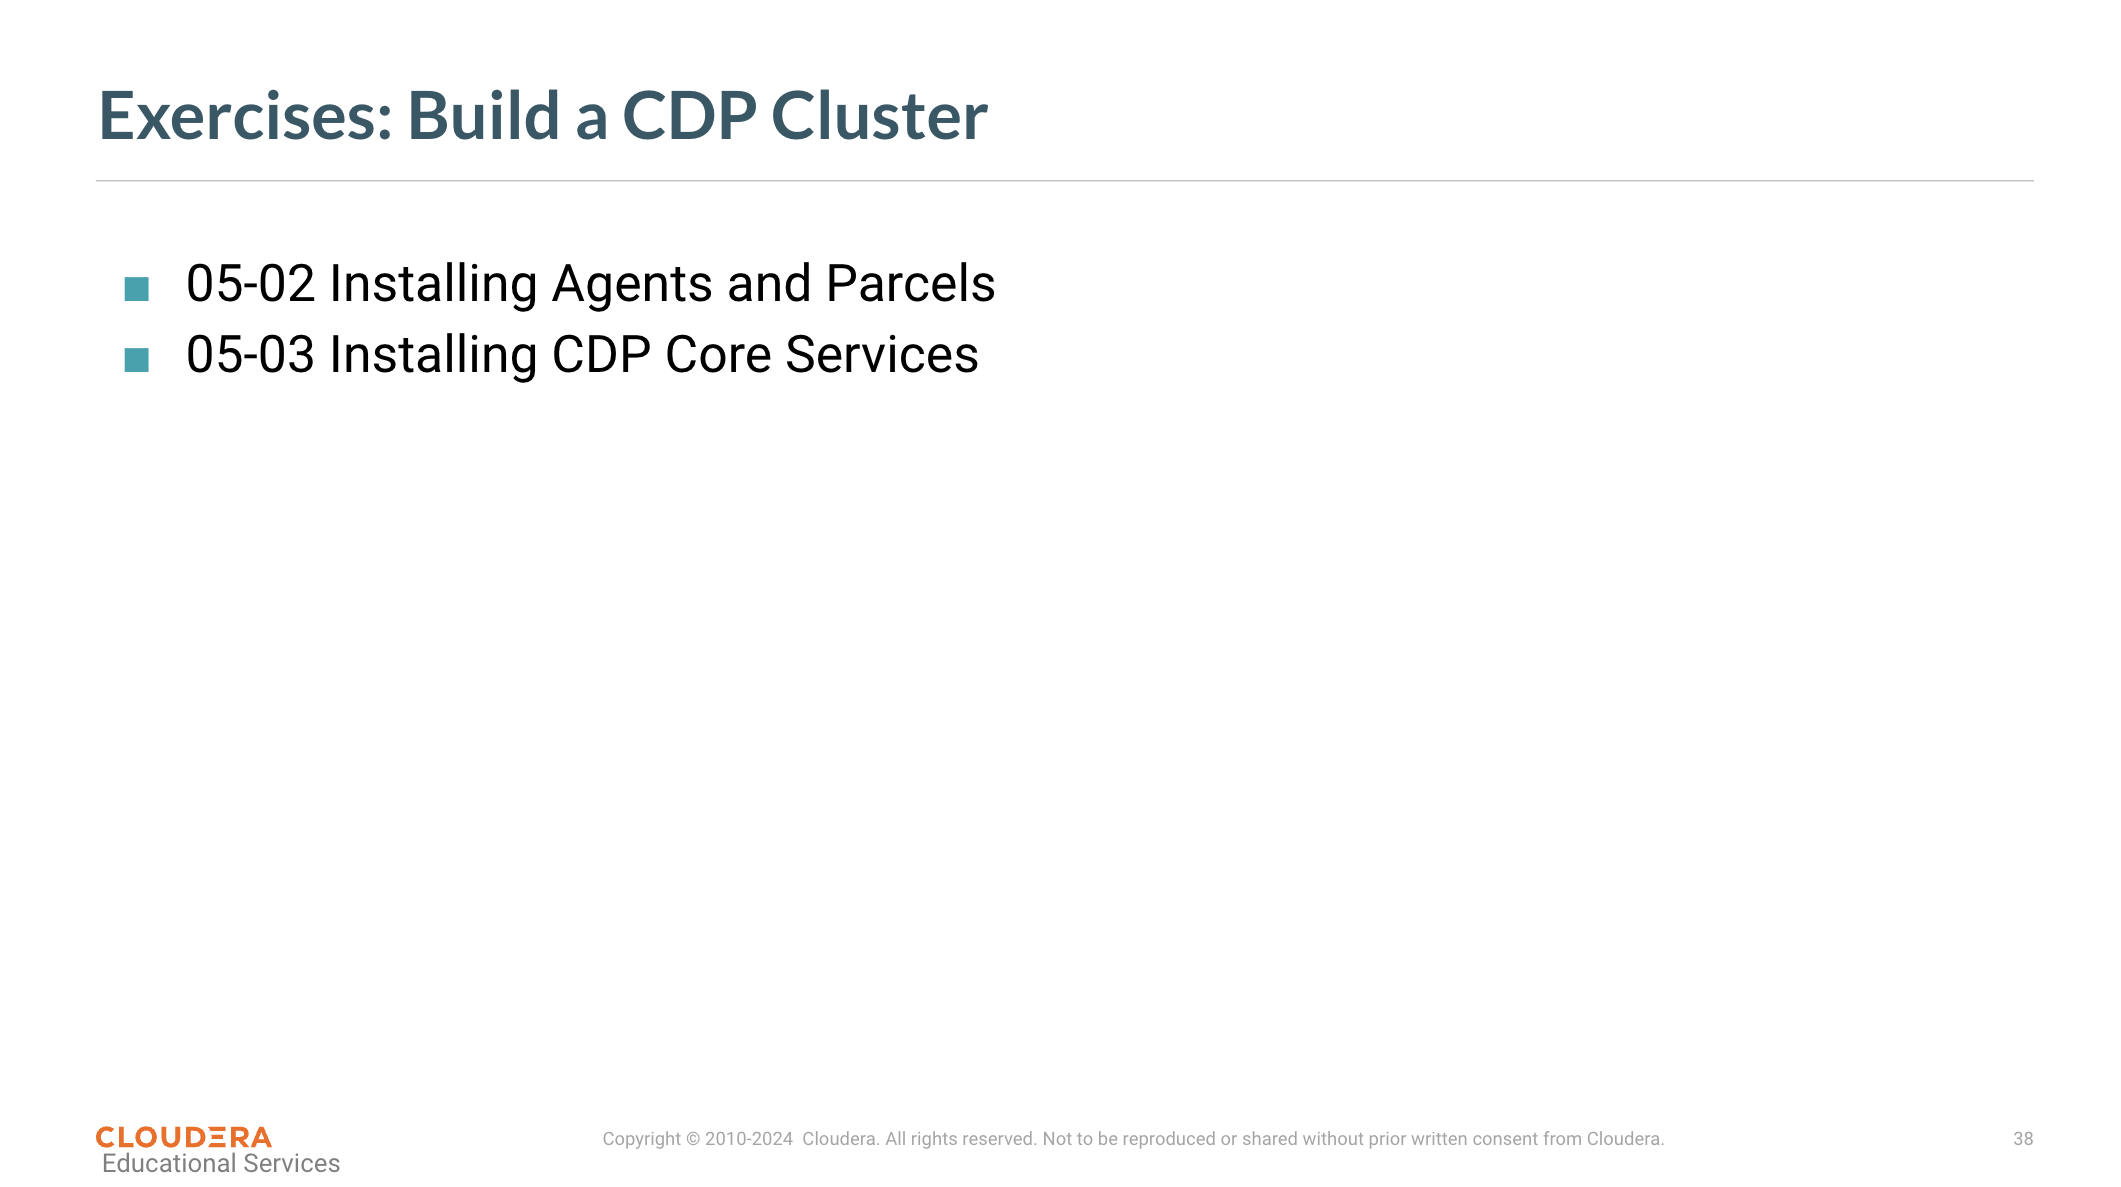 Exercises: Build a CDP Cluster
■ 05-02 Installing Agents and Parcels
■ 05-03 Installing CDP Core Services
CLOUDERA
Educational Services
Copyright © 2010-2024 Cloudera. All rights reserved. Not to be reproduced or shared without prior written consent from Cloudera.
38